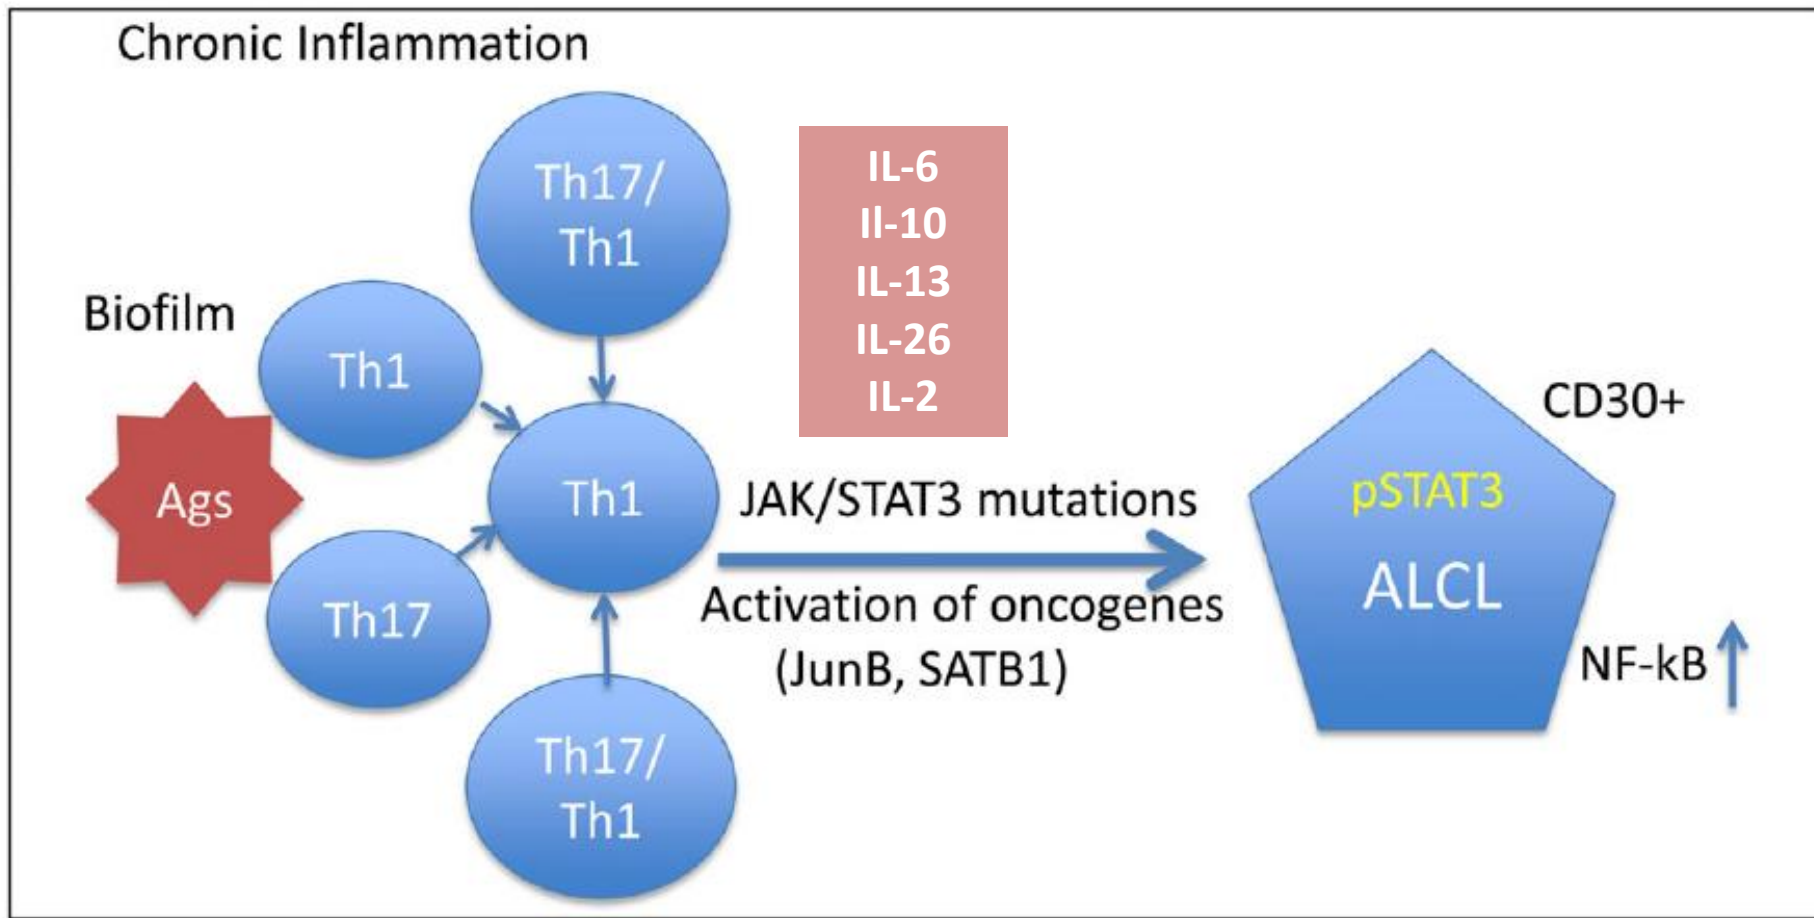 Chronic Inflammation
Th17/
Th1
IL-6
Il-10
IL-13
IL-26
IL-2
Biofilm
Th1
Ags
Th1
Th17
Th17/
Th1
JAK/STAT3 mutations
Activation of oncogenes
(JunB, SATB1)
CD30+
pSTAT3
ALCL
NF-kB